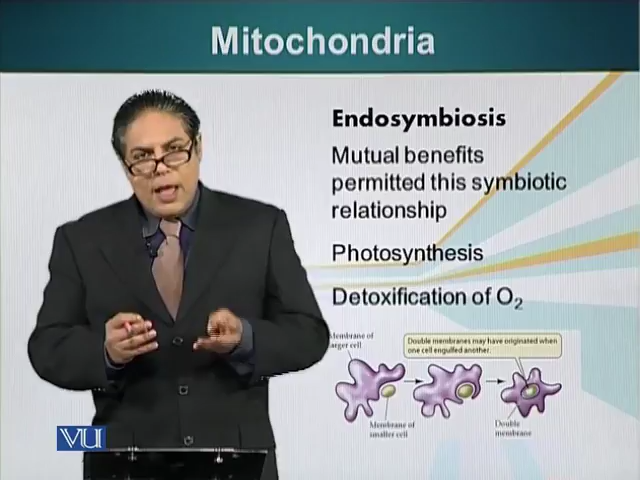 Mitochondria
Endosymbiosis
Mutual benefits
permitted this symbiotic
relationship
Photosynthesis
Detoxification of O₂
Membrane of
larger cell
Double membranes may have originated when
one cell engulfed another.
Membrane of
smaller cell
Double
membrane
VU